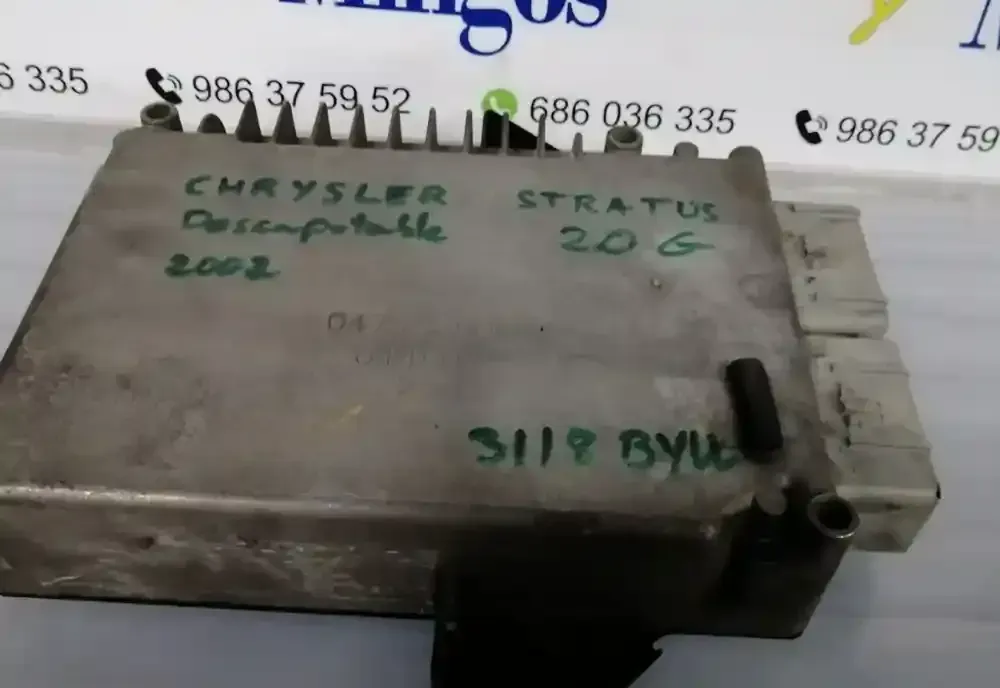 6 335
986 37 59 52
686 036 335
986 37 59
CHRYSLER STRATUS
Descapotable 2.0 G
2002
04
3118 BYW